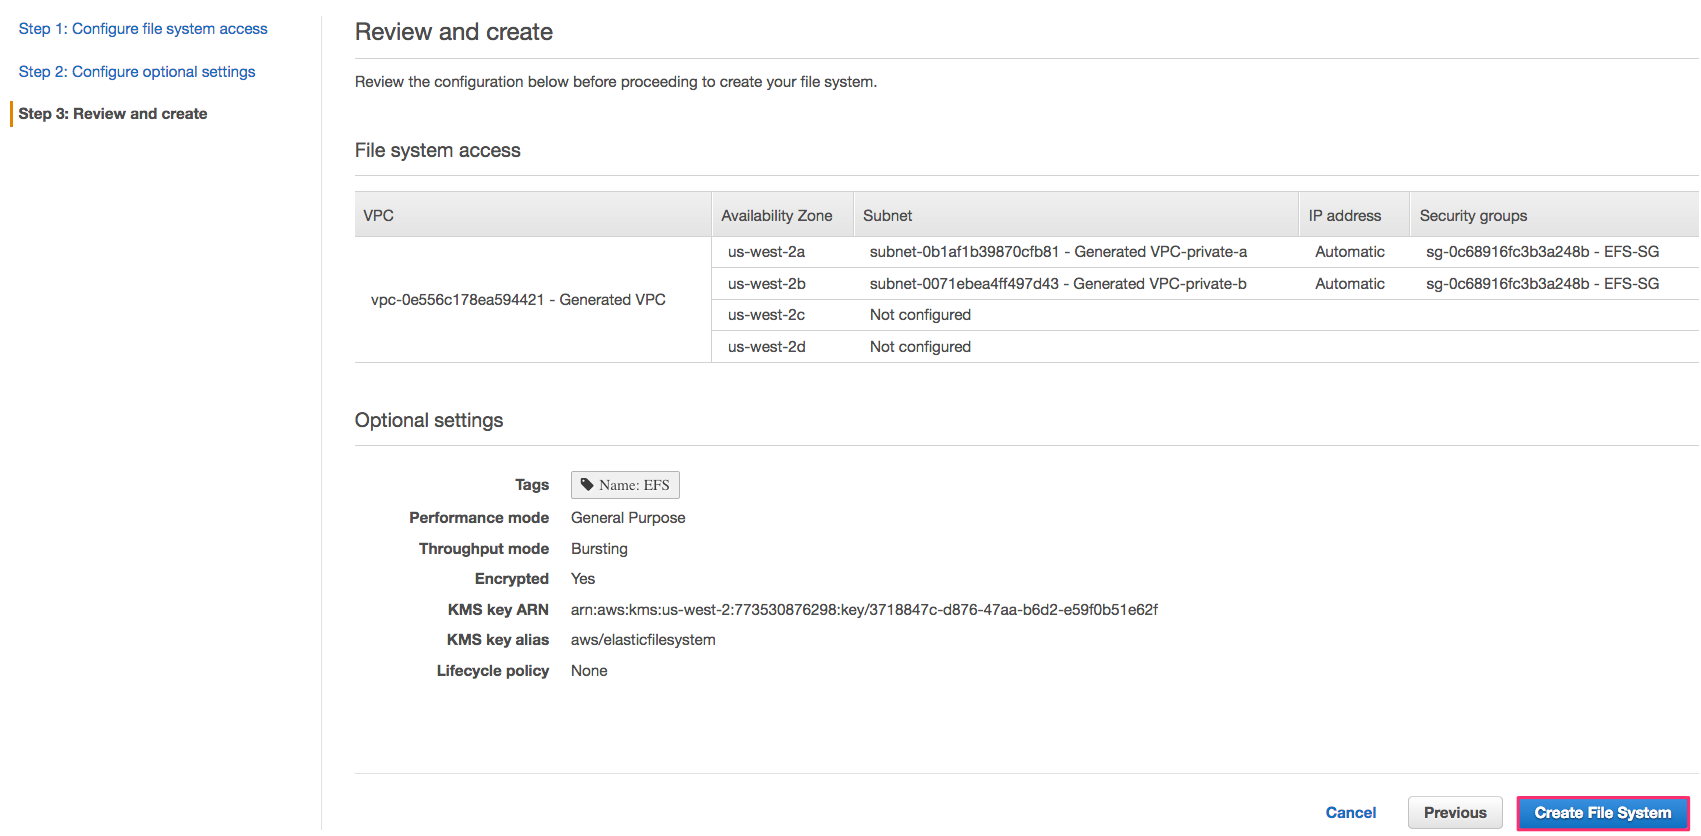 Step 1: Configure file system access
Step 2: Configure optional settings
Step 3: Review and create
Review and create
Review the configuration below before proceeding to create your file system.
File system access
VPC Availability Zone Subnet IP address Security groups
vpc-0e556c178ea594421 - Generated VPC
us-west-2a subnet-0b1af1b39870cfb81 - Generated VPC-private-a Automatic sg-0c68916fc3b3a248b - EFS-SG
us-west-2b subnet-0071ebea4ff497d43 - Generated VPC-private-b Automatic sg-0c68916fc3b3a248b - EFS-SG
us-west-2c Not configured
us-west-2d Not configured
Optional settings
Tags Name: EFS
Performance mode General Purpose
Throughput mode Bursting
Encrypted Yes
KMS key ARN arn:aws:kms:us-west-2:773530876298:key/3718847c-d876-47aa-b6d2-e59f0b51e62f
KMS key alias aws/elasticfilesystem
Lifecycle policy None
Cancel Previous Create File System